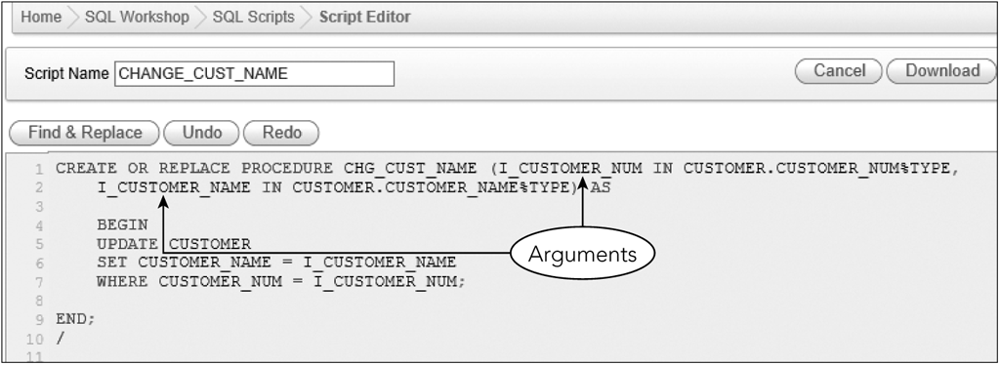 Home SQL Workshop SQL Scripts Script Editor
Script Name CHANGE_CUST_NAME Cancel Download
Find & Replace Undo Redo
1 CREATE OR REPLACE PROCEDURE CHG_CUST_NAME (I_CUSTOMER_NUM IN CUSTOMER.CUSTOMER_NUM%TYPE,
2 I_CUSTOMER_NAME IN CUSTOMER.CUSTOMER_NAME%TYPE) AS
3
4 BEGIN
5 UPDATE CUSTOMER
Arguments
6 SET CUSTOMER_NAME = I_CUSTOMER_NAME
7 WHERE CUSTOMER_NUM = I_CUSTOMER_NUM;
8
9 END;
10 /
11